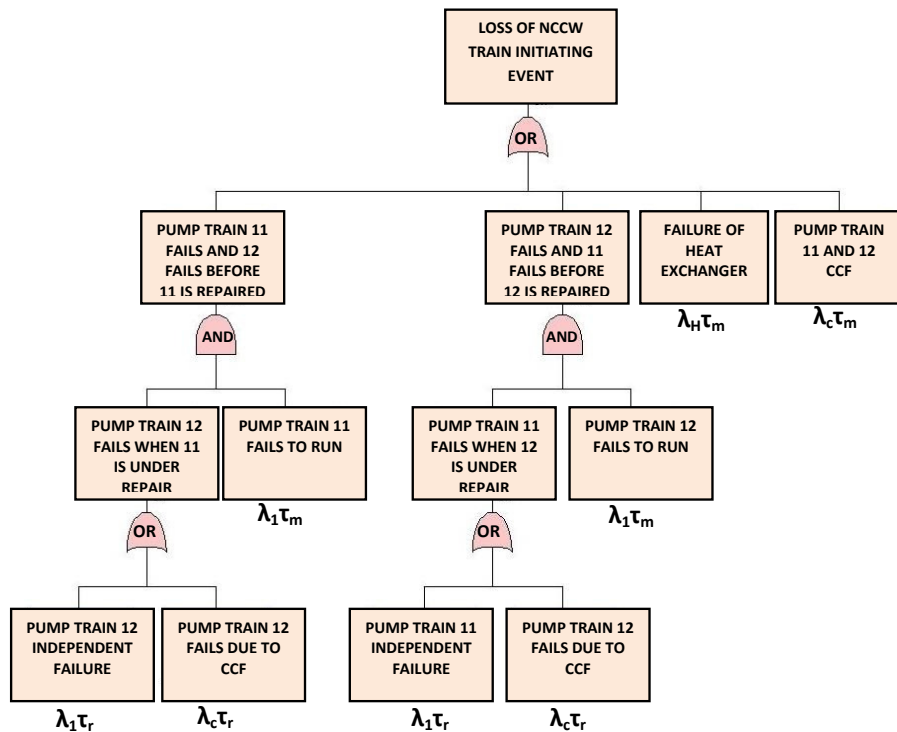 LOSS OF NCCW
TRAIN INITIATING
EVENT
OR
PUMP TRAIN 11
FAILS AND 12
FAILS BEFORE
11 IS REPAIRED
PUMP TRAIN 12
FAILS AND 11
FAILS BEFORE
12 IS REPAIRED
FAILURE OF
HEAT
EXCHANGER
PUMP TRAIN
11 AND 12
CCF
λHτm
λcτm
AND
AND
PUMP TRAIN 12
FAILS WHEN 11
IS UNDER
REPAIR
PUMP TRAIN 11
FAILS TO RUN
PUMP TRAIN 11
FAILS WHEN 12
IS UNDER
REPAIR
PUMP TRAIN 12
FAILS TO RUN
λ1τm
λ1τm
OR
OR
PUMP TRAIN 12
INDEPENDENT
FAILURE
PUMP TRAIN 12
FAILS DUE TO
CCF
PUMP TRAIN 11
INDEPENDENT
FAILURE
PUMP TRAIN 12
FAILS DUE TO
CCF
λ1τr
λcτr
λ1τr
λcτr